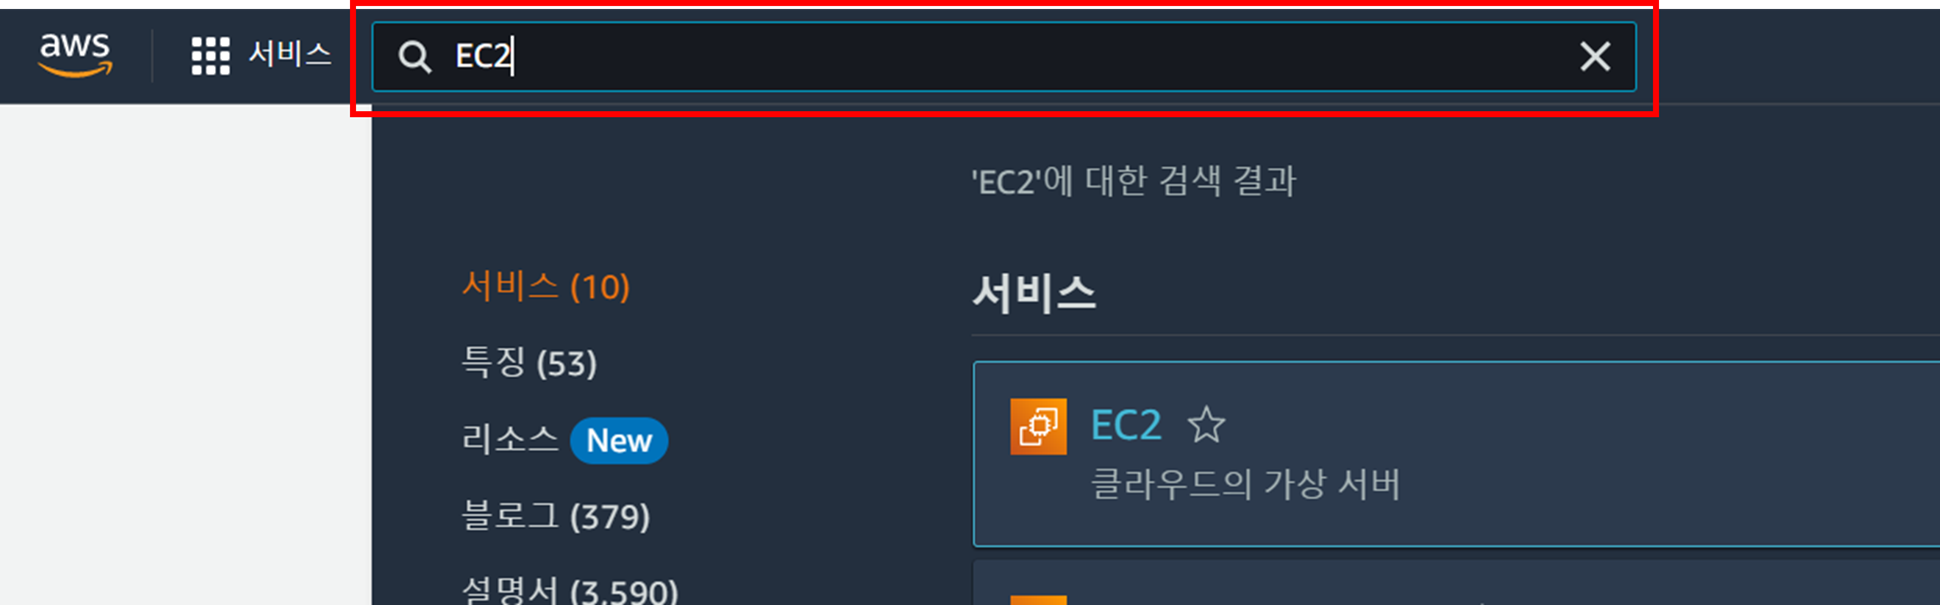 aws 서비스 EC2
'EC2'에 대한 검색 결과
서비스 (10)
특징 (53)
리소스 New
블로그 (379)
설명서 (3,590)
서비스
EC2
클라우드의 가상 서버